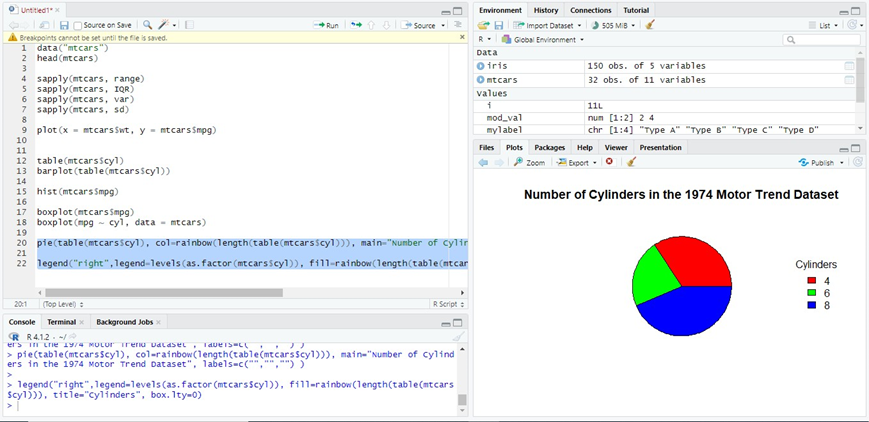 Untitled1*
Source on Save
Run
Source
Breakpoints cannot be set until the file is saved.
1 data("mtcars")
2 head(mtcars)
3
4 sapply(mtcars, range)
5 sapply(mtcars, IQR)
6 sapply(mtcars, var)
7 sapply(mtcars, sd)
8
9 plot(x = mtcars$wt, y = mtcars$mpg)
10
11
12 table(mtcars$cyl)
13 barplot(table(mtcars$cyl))
14
15 hist(mtcars$mpg)
16
17 boxplot(mtcars$mpg)
18 boxplot(mpg ~ cyl, data = mtcars)
19
20 pie(table(mtcars$cyl), col=rainbow(length(table(mtcars$cyl))), main="Number of Cylin
21
22 legend("right",legend=levels(as.factor(mtcars$cyl)), fill=rainbow(length(table(mtcar
20:1 (Top Level) R Script
Console Terminal Background Jobs
R 4.1.2 · ~/
ers in the 1974 Motor Trend Dataset", labels=c("","","") )
> pie(table(mtcars$cyl), col=rainbow(length(table(mtcars$cyl))), main="Number of Cylind
ers in the 1974 Motor Trend Dataset", labels=c("","","") )
>
> legend("right",legend=levels(as.factor(mtcars$cyl)), fill=rainbow(length(table(mtcars
$cyl))), title="Cylinders", box.lty=0)
>
Environment History Connections Tutorial
Import Dataset 505 MiB List
R Global Environment
Data
iris 150 obs. of 5 variables
mtcars 32 obs. of 11 variables
values
i 11L
mod_val num [1:2] 2 4
mylabel chr [1:4] "Type A" "Type B" "Type C" "Type D"
Files Plots Packages Help Viewer Presentation
Zoom Export Publish
Number of Cylinders in the 1974 Motor Trend Dataset
Cylinders
4
6
8